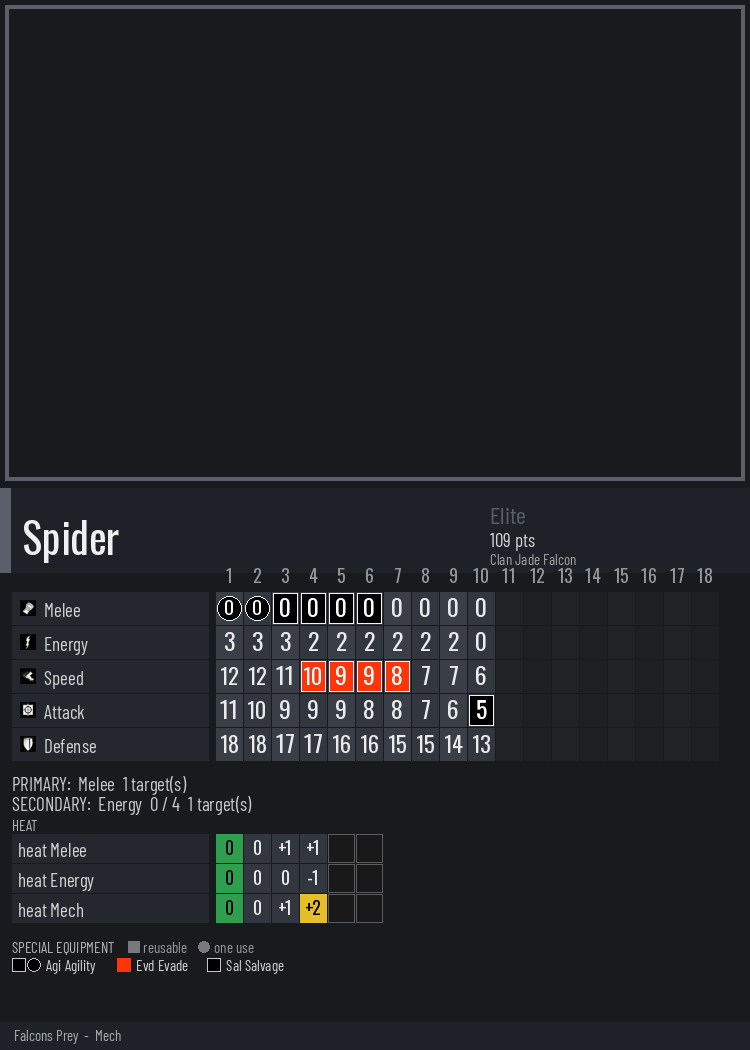 Spider
Elite
109 pts
Clan Jade Falcon
1 2 3 4 5 6 7 8 9 10 11 12 13 14 15 16 17 18
Melee 0 0 0 0 0 0 0 0 0 0
Energy 3 3 3 2 2 2 2 2 2 0
Speed 12 12 11 10 9 9 8 7 7 6
Attack 11 10 9 9 9 8 8 7 6 5
Defense 18 18 17 17 16 16 15 15 14 13
PRIMARY: Melee 1 target(s)
SECONDARY: Energy 0 / 4 1 target(s)
HEAT
heat Melee 0 0 +1 +1
heat Energy 0 0 0 -1
heat Mech 0 0 +1 +2
SPECIAL EQUIPMENT reusable one use
Agi Agility Evd Evade Sal Salvage
Falcons Prey - Mech